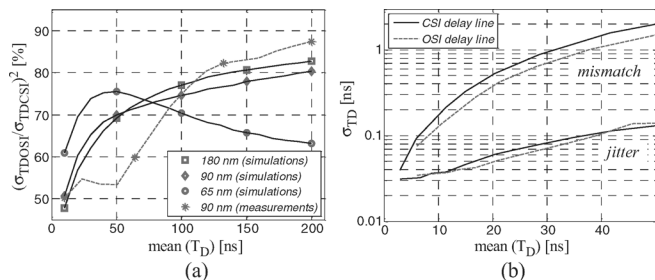 90
80
70
60
50
(σTDOSI/σTDCSI)² [%]
0
50
100
150
200
mean (TD) [ns]
180 nm (simulations)
90 nm (simulations)
65 nm (simulations)
90 nm (measurements)
(a)
CSI delay line
OSI delay line
mismatch
jitter
1
0.1
0.01
σTD [ns]
0
10
20
30
40
mean (TD) [ns]
(b)